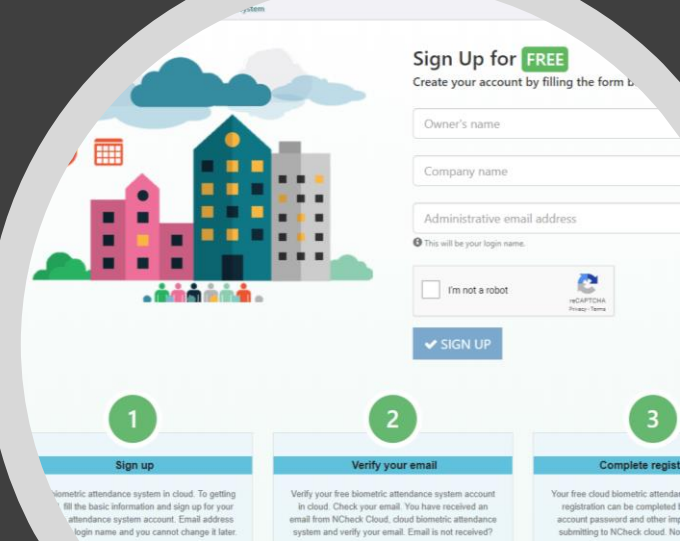 Sign Up for FREE
Create your account by filling the form
Owner's name
Company name
Administrative email address
This will be your login name.
I'm not a robot
reCAPTCHA
Privacy - Terms
SIGN UP
1
Sign up
biometric attendance system in cloud. To getting
fill the basic information and sign up for your
attendance system account. Email address
login name and you cannot change it later.
2
Verify your email
Verify your free biometric attendance system account
in cloud. Check your email. You have received an
email from NCheck Cloud, cloud biometric attendance
system and verify your email. Email is not received?
3
Complete regist
Your free cloud biometric attendan
registration can be completed b
account password and other imp
submitting to NCheck cloud. No